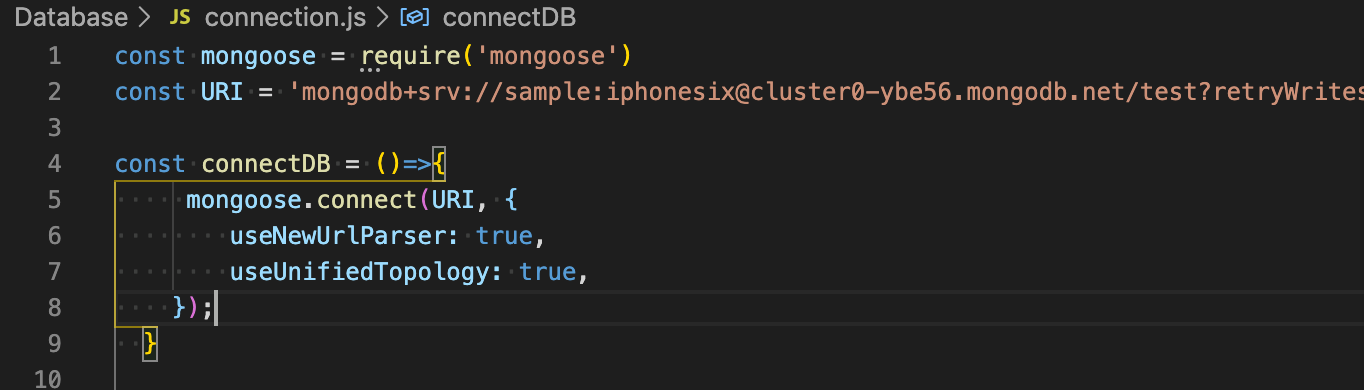 Database > JS connection.js > connectDB
1 const mongoose = require('mongoose')
2 const URI = 'mongodb+srv://sample:iphonesix@cluster0-ybe56.mongodb.net/test?retryWrites
3
4 const connectDB = ()=>{
5 mongoose.connect(URI, {
6 useNewUrlParser: true,
7 useUnifiedTopology: true,
8 });
9 }
10